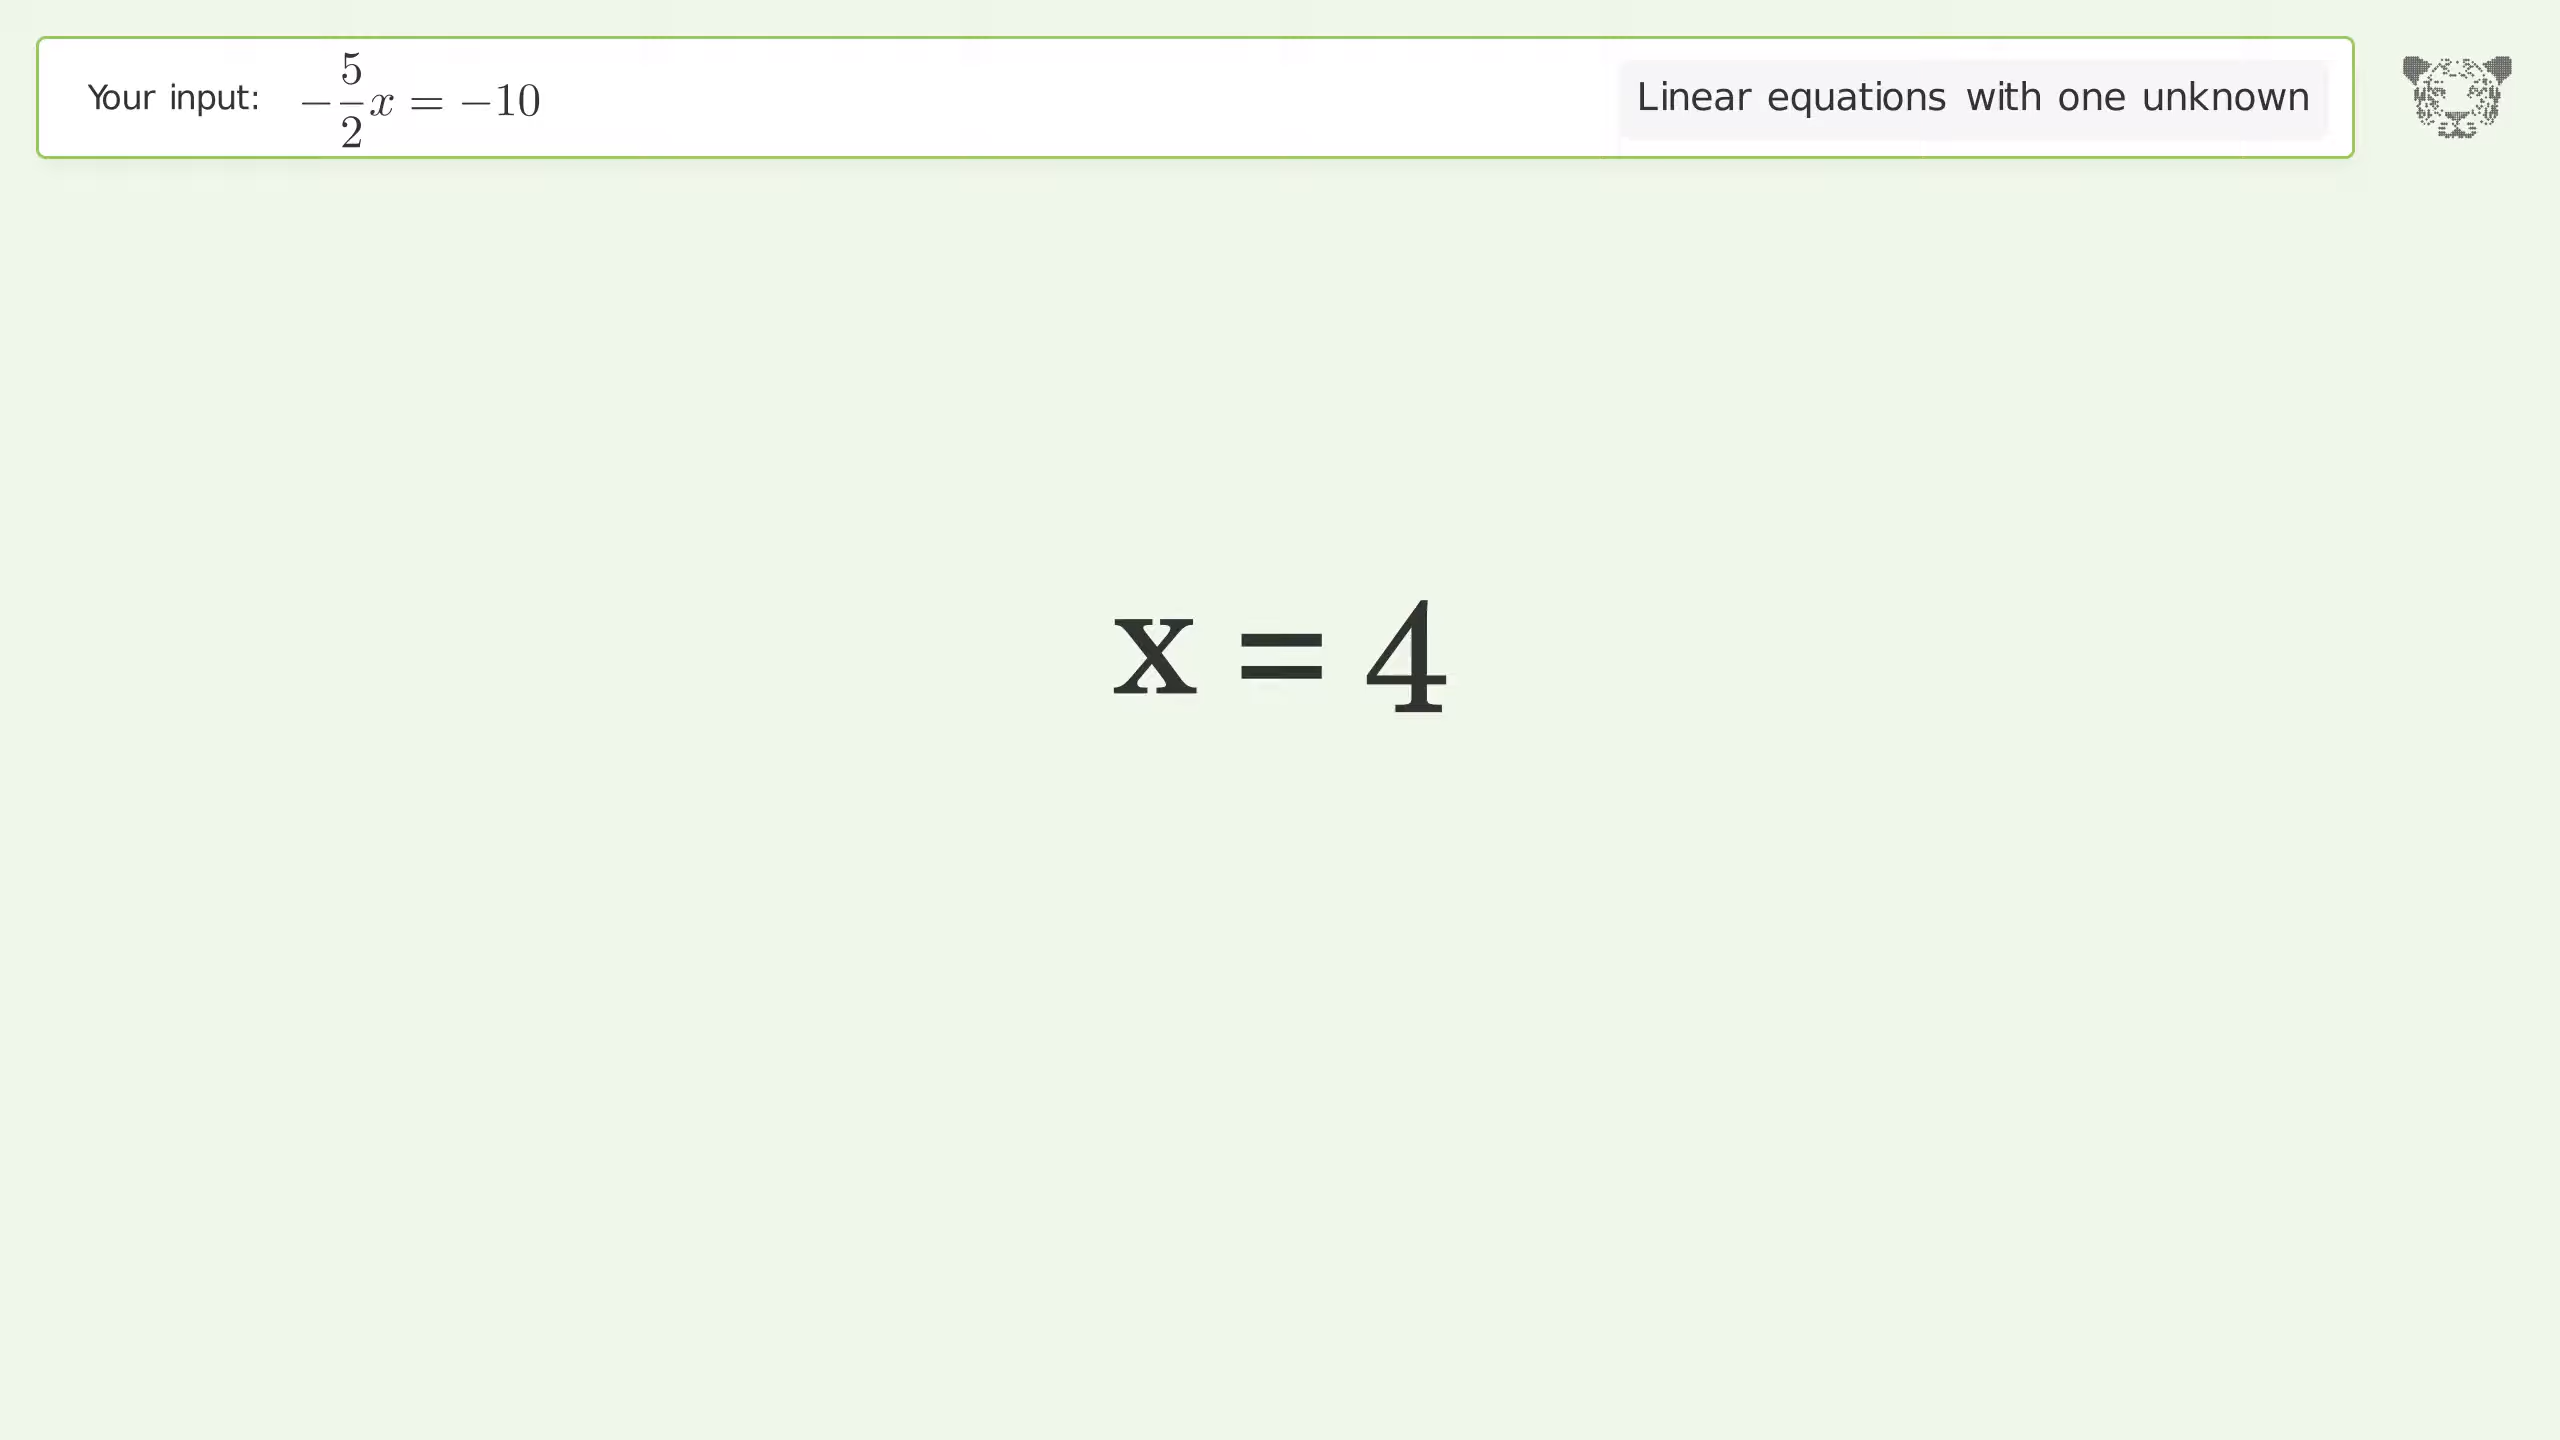 Your input: −5/2x = −10
Linear equations with one unknown
x = 4